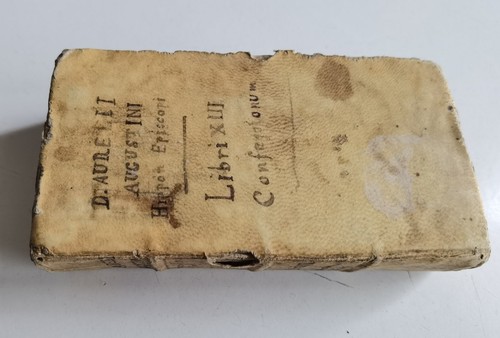 D. AURELII
AUGUSTINI
Hippon Episcopi
Libri XIII
Confessionum